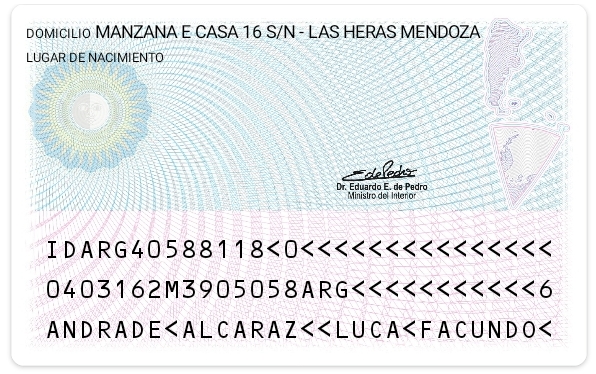 DOMICILIO MANZANA E CASA 16 S/N - LAS HERAS MENDOZA
LUGAR DE NACIMIENTO
Dr. Eduardo E. de Pedro
Ministro del Interior
IDARG40588118<0<<<<<<<<<<<<<<<
0403162M3905058ARG<<<<<<<<<<<6
ANDRADE<ALCARAZ<<LUCA<FACUNDO<